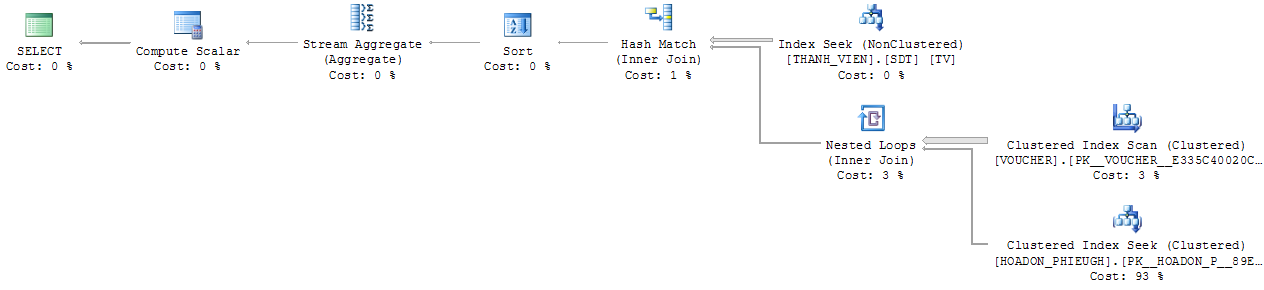 SELECT
Cost: 0 %
Compute Scalar
Cost: 0 %
Stream Aggregate
(Aggregate)
Cost: 0 %
Sort
Cost: 0 %
Hash Match
(Inner Join)
Cost: 1 %
Index Seek (NonClustered)
[THANH_VIEN].[SDT] [TV]
Cost: 0 %
Nested Loops
(Inner Join)
Cost: 3 %
Clustered Index Scan (Clustered)
[VOUCHER].[PK__VOUCHER__E335C40020C…
Cost: 3 %
Clustered Index Seek (Clustered)
[HOADON_PHIEUGH].[PK__HOADON_P__89E…
Cost: 93 %